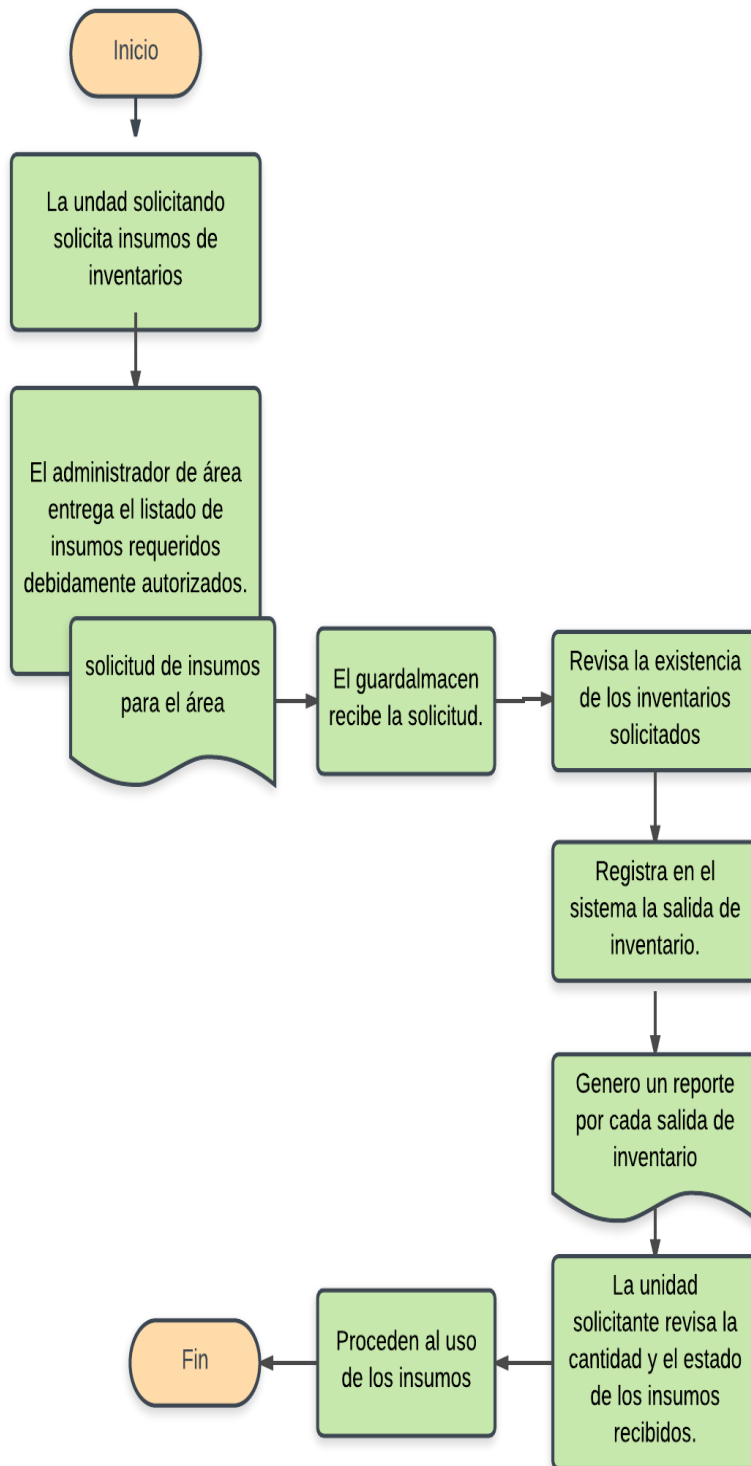 Inicio
La undad solicitando
solicita insumos de
inventarios
El administrador de área
entrega el listado de
insumos requeridos
debidamente autorizados.
solicitud de insumos
para el área
El guardalmacen
recibe la solicitud.
Revisa la existencia
de los inventarios
solicitados
Registra en el
sistema la salida de
inventario.
Genero un reporte
por cada salida de
inventario
La unidad
solicitante revisa la
cantidad y el estado
de los insumos
recibidos.
Proceden al uso
de los insumos
Fin